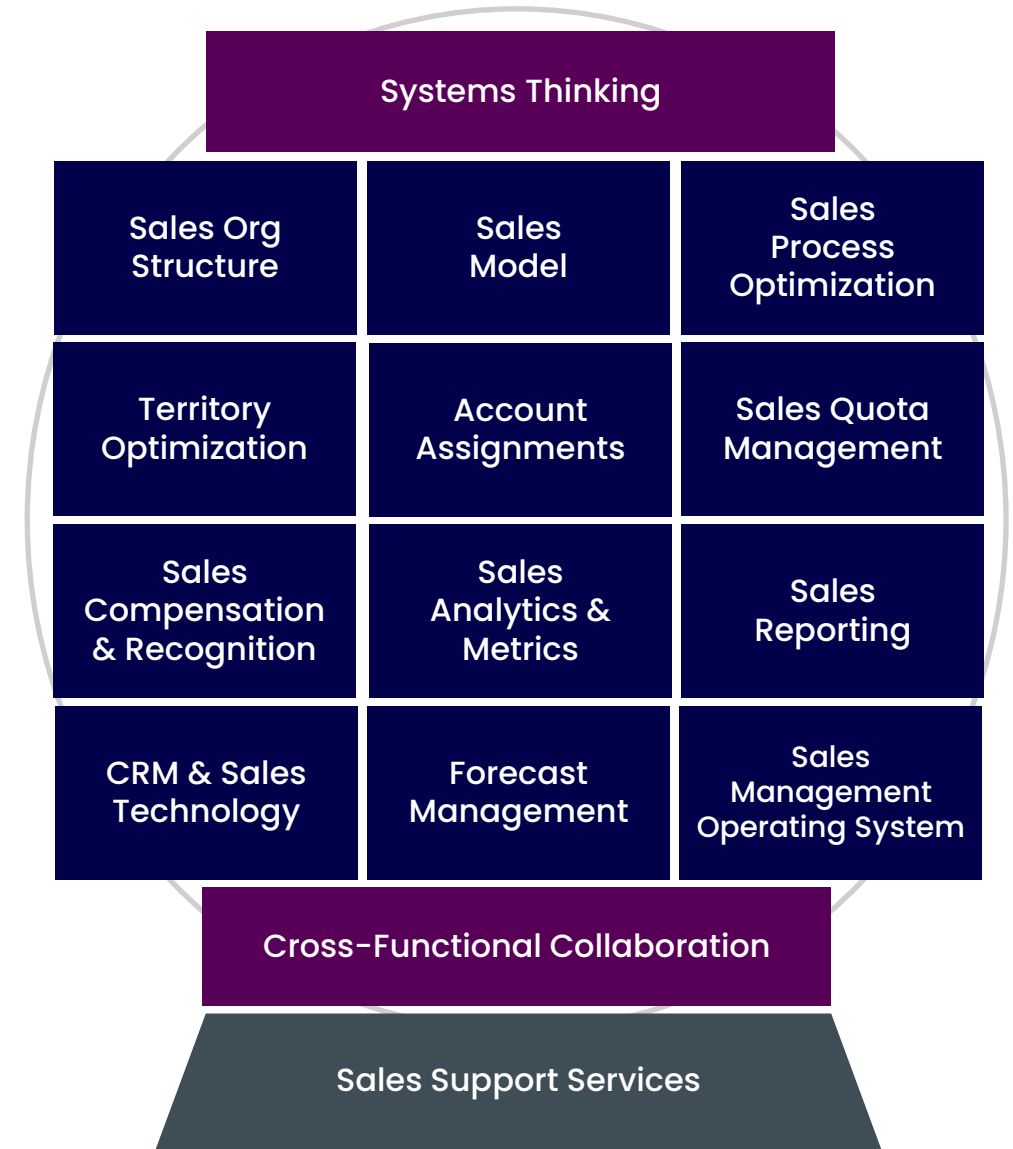 Systems Thinking
Sales Org
Structure
Sales
Model
Sales
Process
Optimization
Territory
Optimization
Account
Assignments
Sales Quota
Management
Sales
Compensation
& Recognition
Sales
Analytics &
Metrics
Sales
Reporting
CRM & Sales
Technology
Forecast
Management
Sales
Management
Operating System
Cross-Functional Collaboration
Sales Support Services